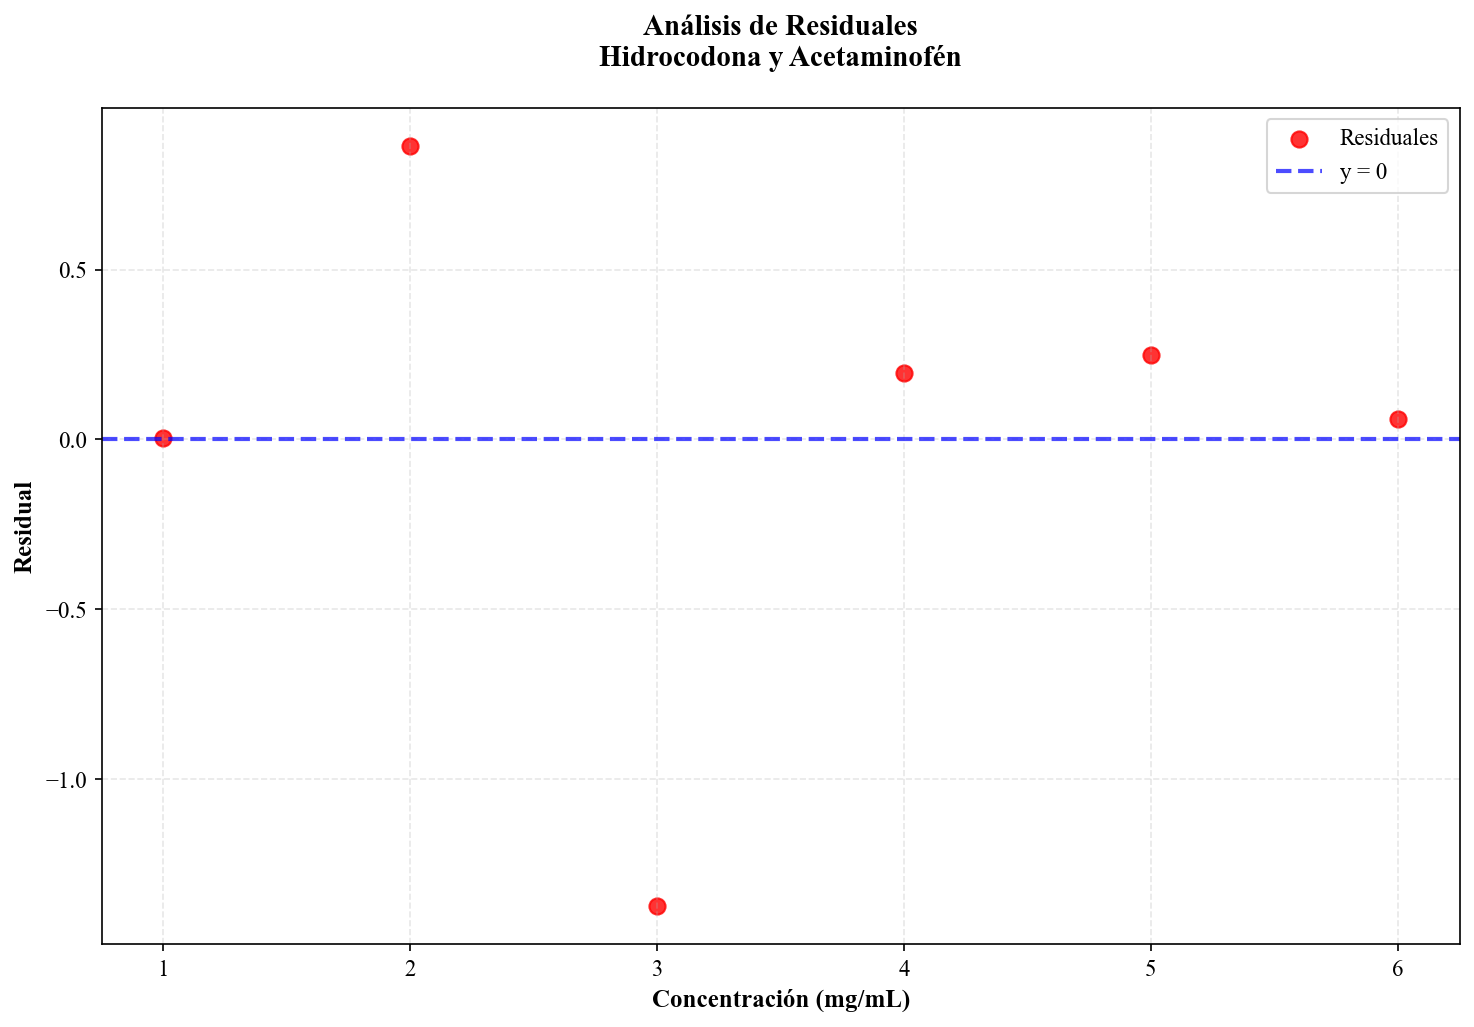 Análisis de Residuales
Hidrocodona y Acetaminofén
Residuales
y = 0
0.5
0.0
−0.5
−1.0
Residual
1 2 3 4 5 6
Concentración (mg/mL)